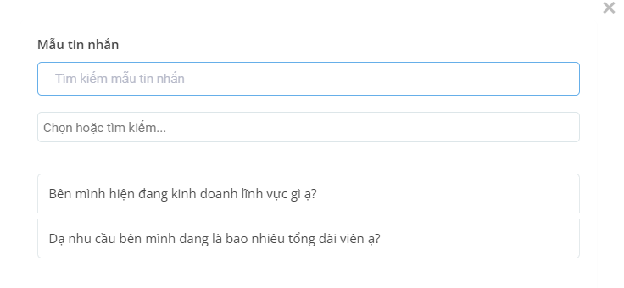 ×
Mẫu tin nhắn
Tìm kiếm mẫu tin nhắn
Chọn hoặc tìm kiếm...
Bên mình hiện đang kinh doanh lĩnh vực gì ạ?
Dạ nhu cầu bên mình đang là bao nhiêu tổng đài viên ạ?